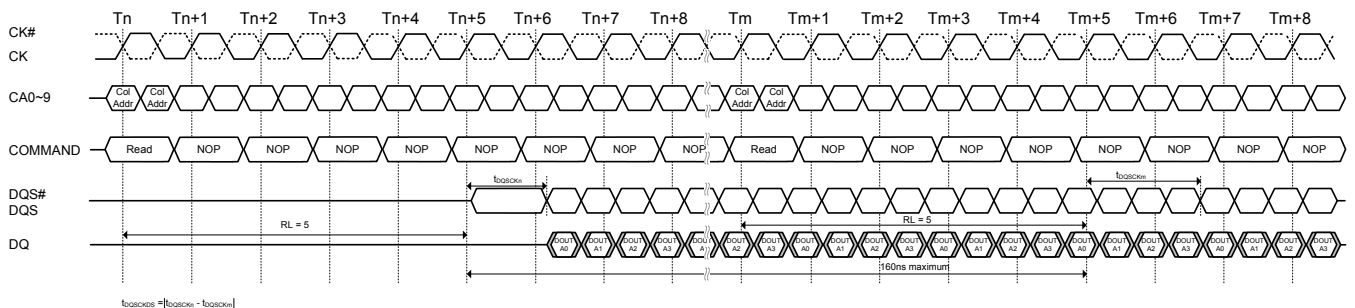 Tn Tn+1 Tn+2 Tn+3 Tn+4 Tn+5 Tn+6 Tn+7 Tn+8 Tm Tm+1 Tm+2 Tm+3 Tm+4 Tm+5 Tm+6 Tm+7 Tm+8
CK#
CK
CA0~9 Col Addr Col Addr Col Addr Col Addr
COMMAND Read NOP NOP NOP NOP NOP NOP NOP NOP Read NOP NOP NOP NOP NOP NOP NOP NOP
tDQSCKn tDQSCKm
DQS#
DQS
RL = 5 RL = 5
DQ DOUT A0 DOUT A1 DOUT A2 DOUT A3 DOUT A2 DOUT A3 DOUT A0 DOUT A1 DOUT A2 DOUT A3 DOUT A0 DOUT A1 DOUT A2 DOUT A3 DOUT A0 DOUT A1 DOUT A2 DOUT A3 DOUT A0 DOUT A1 DOUT A2 DOUT A3
160ns maximum
tDQSCKDS =|tDQSCKn - tDQSCKm|